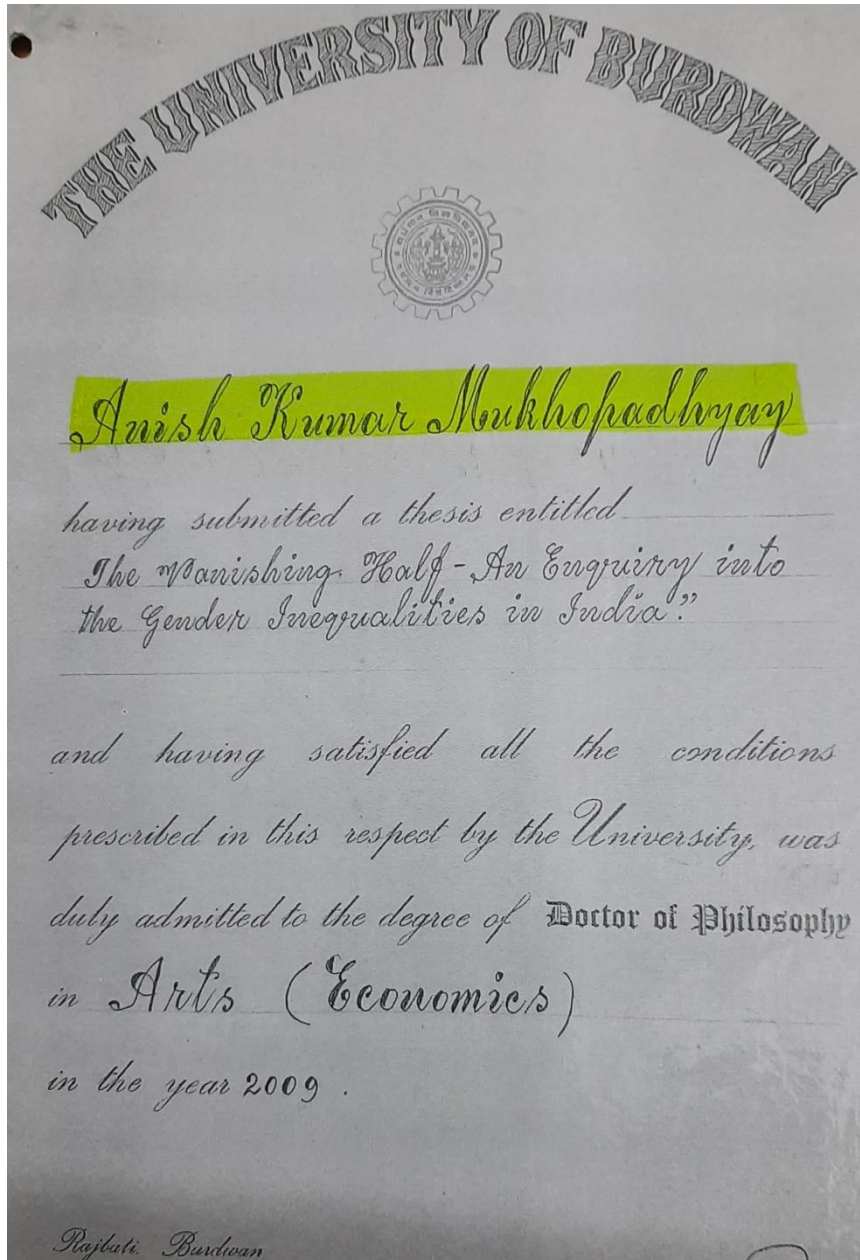 THE UNIVERSITY OF BURDWAN
Anish Kumar Mukhopadhyay
having submitted a thesis entitled
The Vanishing Half - An Enquiry into
the Gender Inequalities in India."
and having satisfied all the conditions
prescribed in this respect by the University, was
duly admitted to the degree of Doctor of Philosophy
in Arts (Economics)
in the year 2009 .
Rajbati. Burdwan